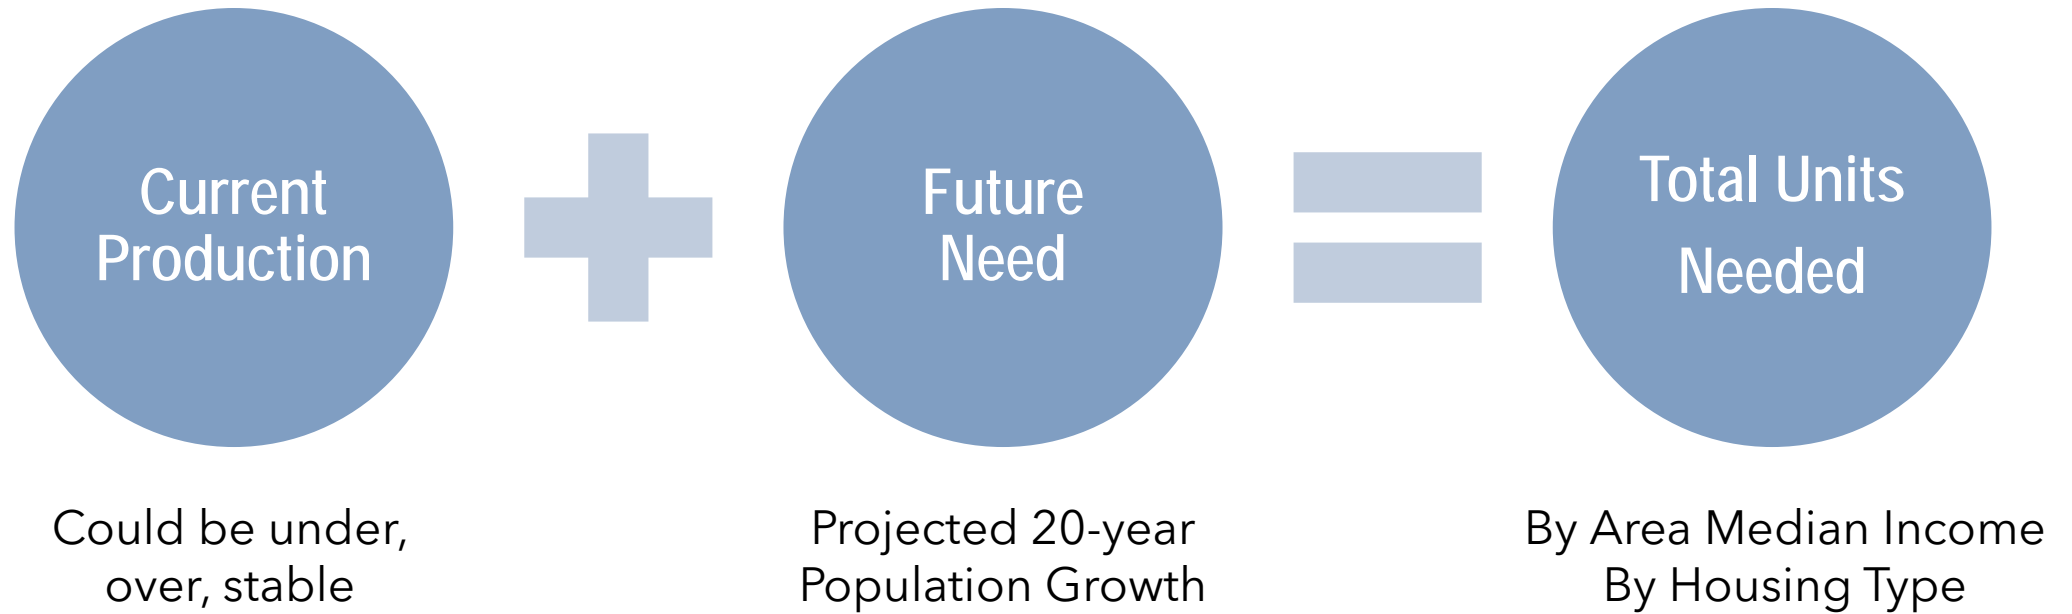 Current
Production
Future
Need
Total Units
Needed
Could be under,
over, stable
Projected 20-year
Population Growth
By Area Median Income
By Housing Type